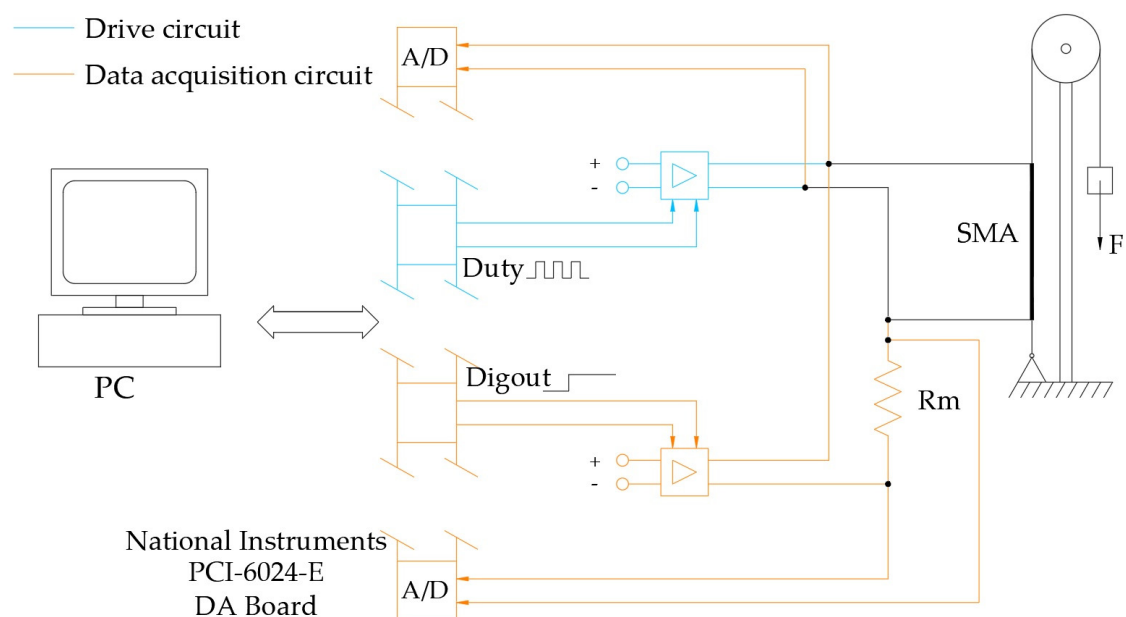 Drive circuit
Data acquisition circuit
A/D
+
-
SMA
F
Duty
PC
Digout
Rm
+
-
National Instruments
PCI-6024-E
DA Board
A/D